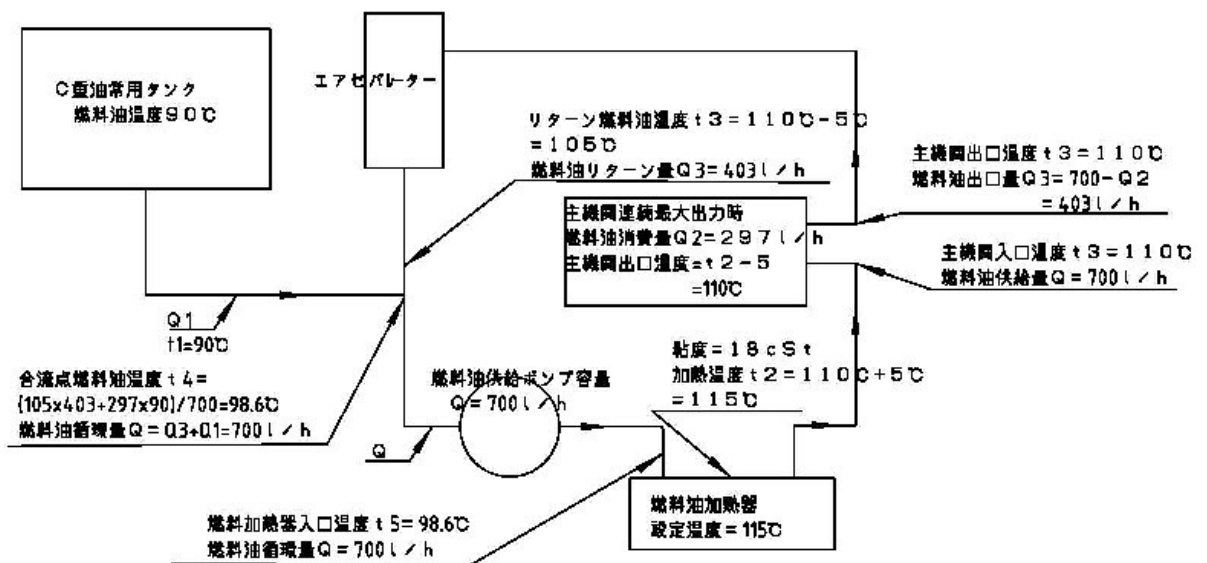 C重油常用タンク
燃料油温度90℃
エアセパレーター
リターン燃料油温度t3=110℃-5℃
=105℃
燃料油リターン量Q3=403l/h
主機関出口温度t3=110℃
燃料油出口量Q3=700-Q2
=403l/h
主機関連続最大出力時
燃料油消費量Q2=297l/h
主機関出口温度=t2-5
=110℃
主機関入口温度t3=110℃
燃料油供給量Q=700l/h
Q1
t1=90℃
合流点燃料油温度t4=
(105x403+297x90)/700=98.6℃
燃料油循環量Q=Q3+Q1=700l/h
燃料油供給ポンプ容量
Q=700l/h
Q
粘度=18cSt
加熱温度t2=110℃+5℃
=115℃
燃料油加熱器
設定温度=115℃
燃料加熱器入口温度t5=98.6℃
燃料油循環量Q=700l/h